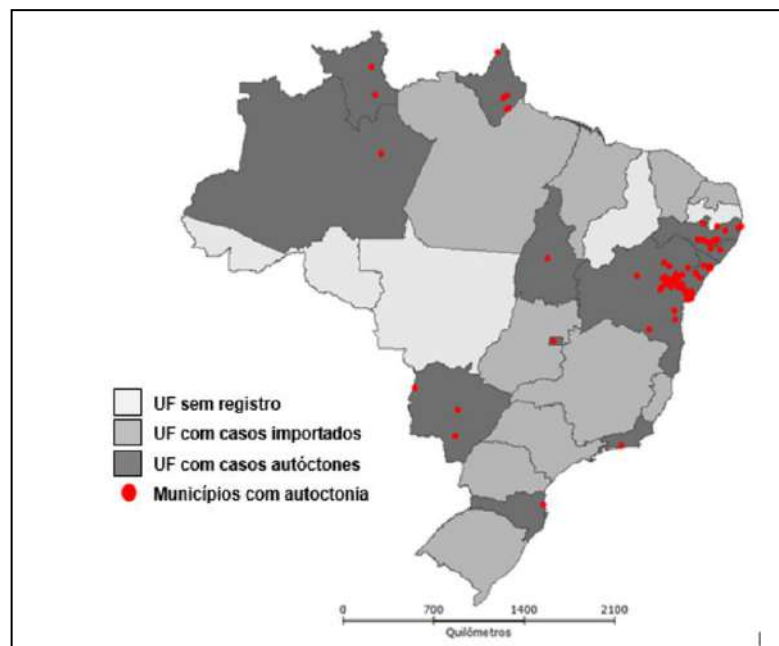 UF sem registro
UF com casos importados
UF com casos autóctones
Municípios com autoctonia
0 700 1400 2100
Quilômetros